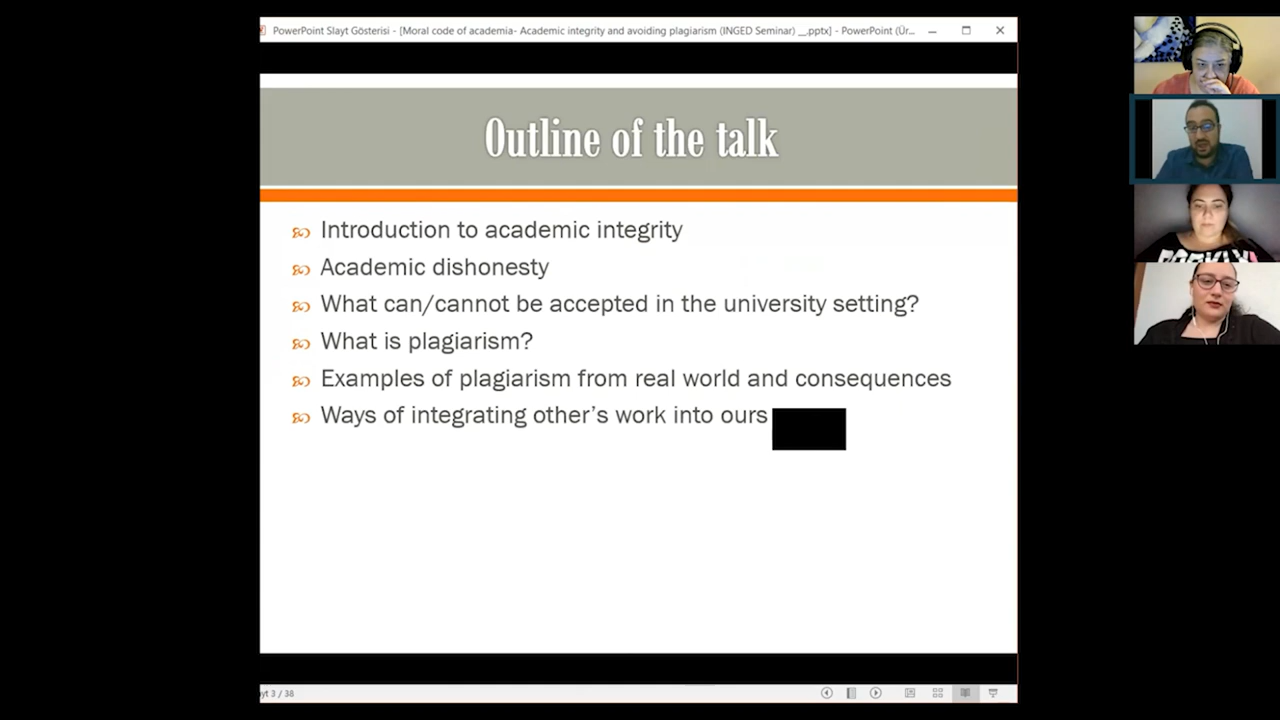 PowerPoint Slayt Gösterisi - [Moral code of academia- Academic integrity and avoiding plagiarism (INGED Seminar) __.pptx] - PowerPoint (Ür...
Outline of the talk
Introduction to academic integrity
Academic dishonesty
What can/cannot be accepted in the university setting?
What is plagiarism?
Examples of plagiarism from real world and consequences
Ways of integrating other's work into ours
yt 3 / 38